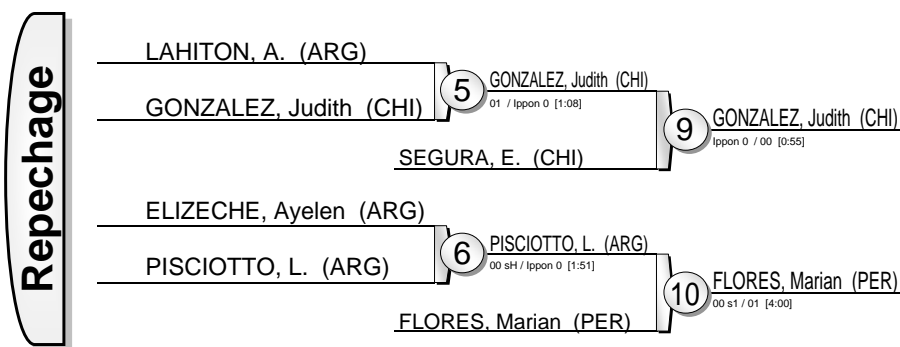 Repechage
LAHITON, A. (ARG)
GONZALEZ, Judith (CHI)
5
GONZALEZ, Judith (CHI)
01 / Ippon 0 [1:08]
SEGURA, E. (CHI)
9
GONZALEZ, Judith (CHI)
Ippon 0 / 00 [0:55]
ELIZECHE, Ayelen (ARG)
PISCIOTTO, L. (ARG)
6
PISCIOTTO, L. (ARG)
00 sH / Ippon 0 [1:51]
FLORES, Marian (PER)
10
FLORES, Marian (PER)
00 s1 / 01 [4:00]